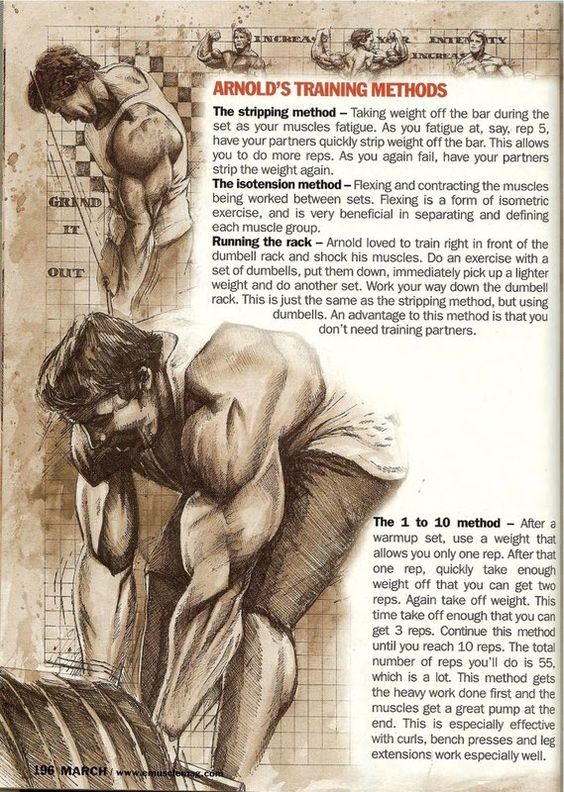 INCREASE YOUR INTENSITY
INCREA
ARNOLD'S TRAINING METHODS
The stripping method – Taking weight off the bar during the
set as your muscles fatigue. As you fatigue at, say, rep 5,
have your partners quickly strip weight off the bar. This allows
you to do more reps. As you again fail, have your partners
strip the weight again.
The isotension method – Flexing and contracting the muscles
being worked between sets. Flexing is a form of isometric
exercise, and is very beneficial in separating and defining
each muscle group.
Running the rack – Arnold loved to train right in front of the
dumbell rack and shock his muscles. Do an exercise with a
set of dumbells, put them down, immediately pick up a lighter
weight and do another set. Work your way down the dumbell
rack. This is just the same as the stripping method, but using
dumbells. An advantage to this method is that you
don't need training partners.
GRIND
IT
OUT
The 1 to 10 method – After a
warmup set, use a weight that
allows you only one rep. After that
one rep, quickly take enough
weight off that you can get two
reps. Again take off weight. This
time take off enough that you can
get 3 reps. Continue this method
until you reach 10 reps. The total
number of reps you'll do is 55,
which is a lot. This method gets
the heavy work done first and the
muscles get a great pump at the
end. This is especially effective
with curls, bench presses and leg
extensions work especially well.
196 MARCH / www.emusclemag.com